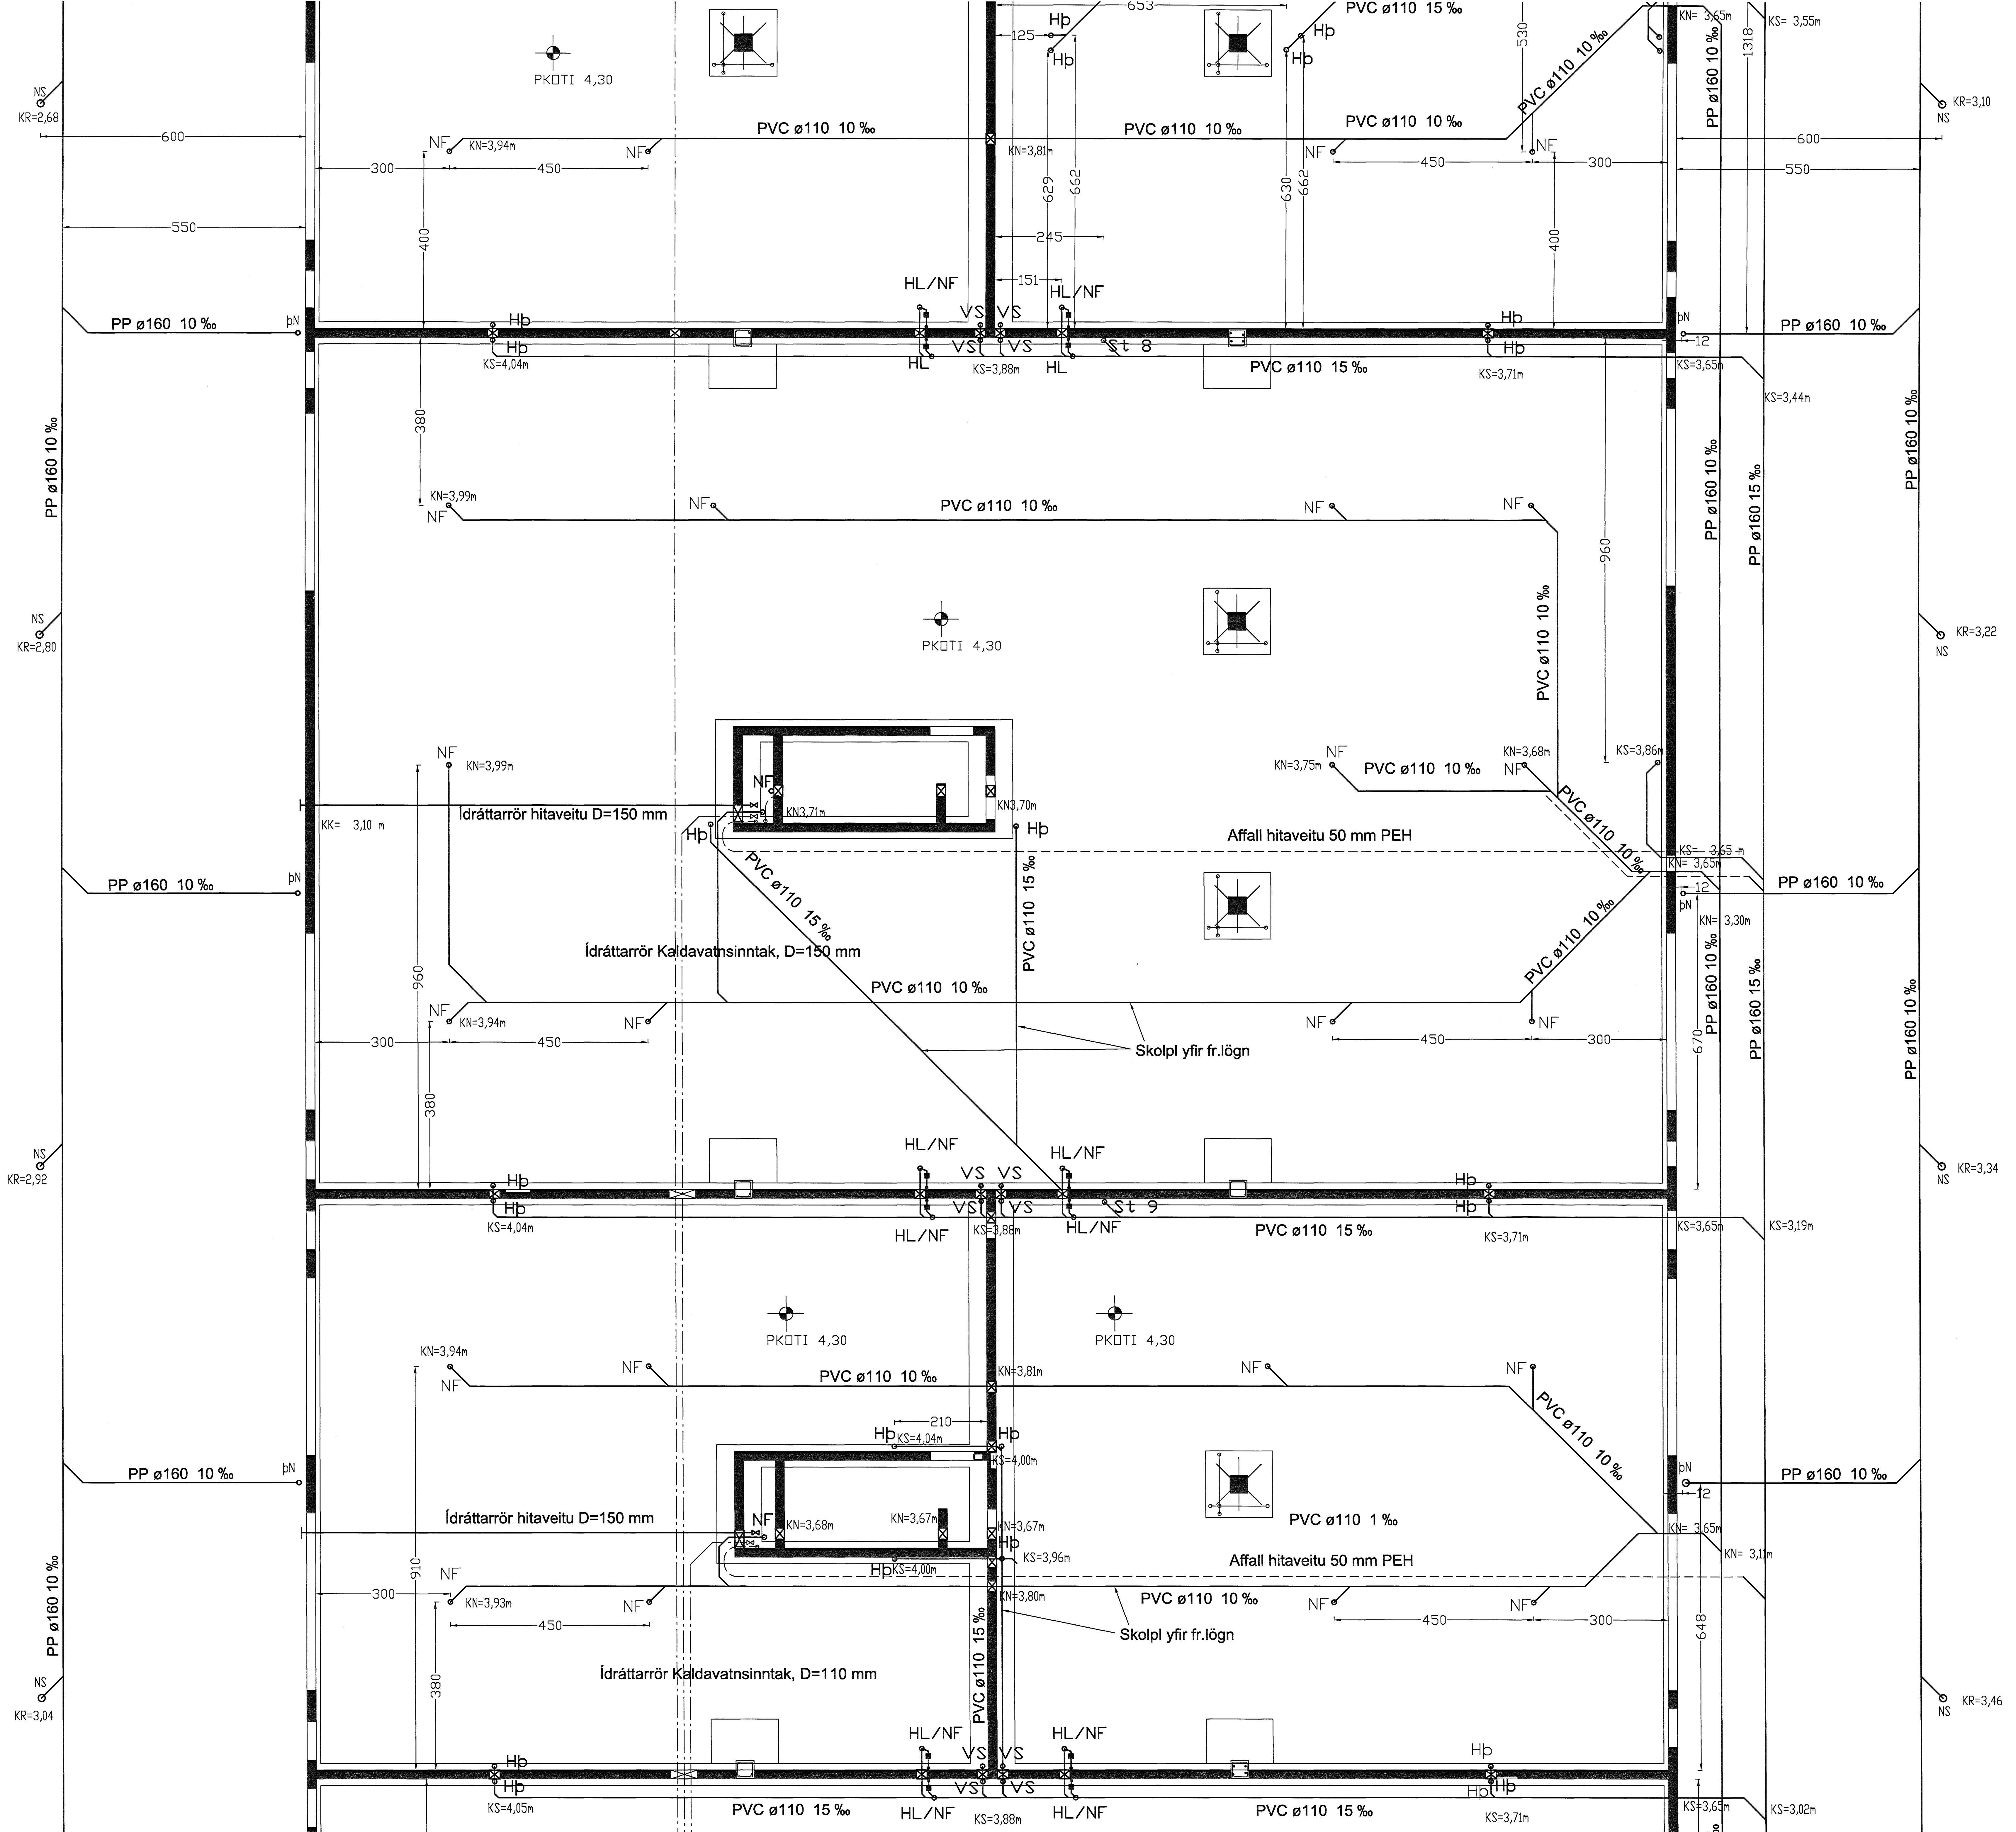 653
PVC ø110 15 ‰
KN= 3,65m
KS= 3,55m
Hþ
125
Hþ
Hþ
Hþ
530
1318
PKOTI 4,30
PVC ø110 10 ‰
PP ø160 10 ‰
NS
KR=2,68
KR=3,10
NS
600
PVC ø110 10 ‰
PVC ø110 10 ‰
PVC ø110 10 ‰
600
NF
KN=3,94m
NF
KN=3,81m
NF
NF
300
450
629
662
630
662
450
300
550
550
400
245
400
151
HL/NF
HL/NF
VS
VS
PP ø160 10 ‰
þN
Hþ
Hþ
þN
PP ø160 10 ‰
12
Hþ
KS=4,04m
HL
VS
VS
KS=3,88m
HL
St 8
PVC ø110 15 ‰
Hþ
KS=3,71m
KS=3,65m
KS=3,44m
380
PP ø160 10 ‰
PP ø160 10 ‰
PP ø160 15 ‰
PP ø160 10 ‰
KN=3,99m
NF
NF
PVC ø110 10 ‰
NF
NF
960
PVC ø110 10 ‰
NS
KR=2,80
PKOTI 4,30
KR=3,22
NS
NF
KN=3,99m
NF
KN3,71m
KN3,70m
NF
KN=3,75m
PVC ø110 10 ‰
KN=3,68m
NF
KS=3,86m
Ídráttarrör hitaveitu D=150 mm
KK= 3,10 m
PVC ø110 10 ‰
Hþ
Hþ
Affall hitaveitu 50 mm PEH
KS= 3,65 m
KN= 3,65m
PP ø160 10 ‰
þN
12
þN
PP ø160 10 ‰
PVC ø110 15 ‰
PVC ø110 15 ‰
PVC ø110 10 ‰
KN= 3,30m
Ídráttarrör Kaldavatnsinntak, D=150 mm
960
PVC ø110 10 ‰
PP ø160 10 ‰
PP ø160 15 ‰
PP ø160 10 ‰
NF
KN=3,94m
NF
NF
NF
300
450
Skolpl yfir fr.lögn
450
300
670
380
NS
KR=2,92
KR=3,34
NS
HL/NF
HL/NF
VS
VS
Hþ
Hþ
Hþ
KS=4,04m
HL/NF
VS
VS
KS=3,88m
HL/NF
St 9
PVC ø110 15 ‰
Hþ
KS=3,71m
KS=3,65m
KS=3,19m
PKOTI 4,30
PKOTI 4,30
KN=3,94m
NF
NF
PVC ø110 10 ‰
KN=3,81m
NF
NF
PVC ø110 10 ‰
210
Hþ
KS=4,04m
Hþ
KS=4,00m
PP ø160 10 ‰
þN
þN
PP ø160 10 ‰
12
Ídráttarrör hitaveitu D=150 mm
NF
KN=3,68m
KN=3,67m
KN=3,67m
PVC ø110 1 ‰
KN= 3,65m
Hþ
KS=3,96m
Affall hitaveitu 50 mm PEH
KN= 3,11m
910
Hþ
KS=4,00m
NF
300
KN=3,93m
NF
KN=3,80m
PVC ø110 10 ‰
NF
NF
450
450
300
PP ø160 10 ‰
Skolpl yfir fr.lögn
648
PVC ø110 15 ‰
380
Ídráttarrör Kaldavatnsinntak, D=110 mm
NS
KR=3,04
KR=3,46
NS
HL/NF
HL/NF
VS
VS
Hþ
Hþ
Hþ
KS=4,05m
PVC ø110 15 ‰
HL/NF
VS
VS
KS=3,88m
HL/NF
PVC ø110 15 ‰
Hþ
Hþ
KS=3,71m
KS=3,65m
KS=3,02m